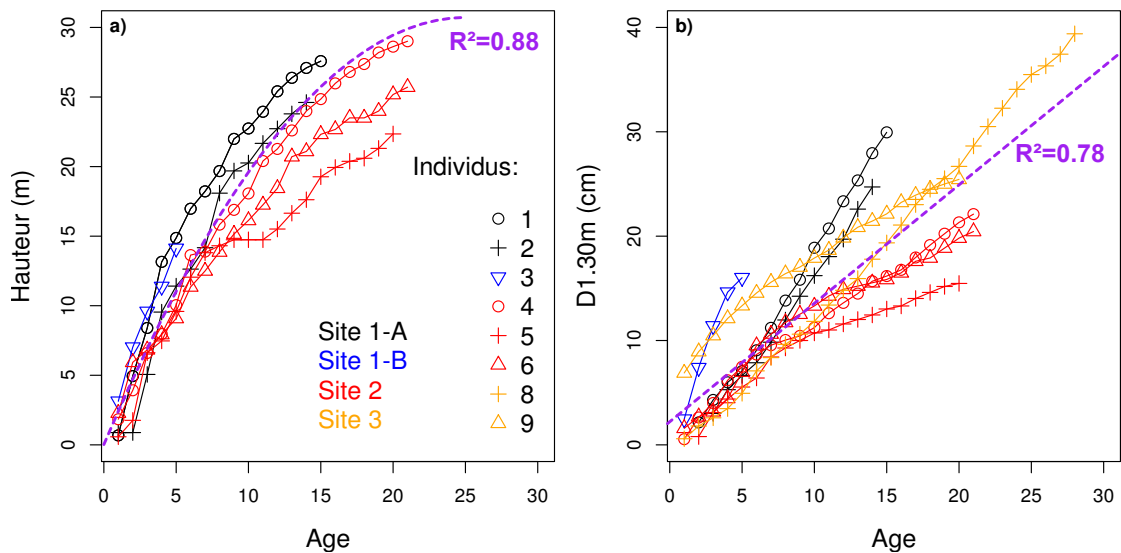 a)
R²=0.88
Hauteur (m)
0
5
10
15
20
25
30
0 5 10 15 20 25 30
Age
Individus:
1
2
3
4
5
6
8
9
Site 1-A
Site 1-B
Site 2
Site 3
b)
R²=0.78
D1.30m (cm)
0
10
20
30
40
0 5 10 15 20 25 30
Age